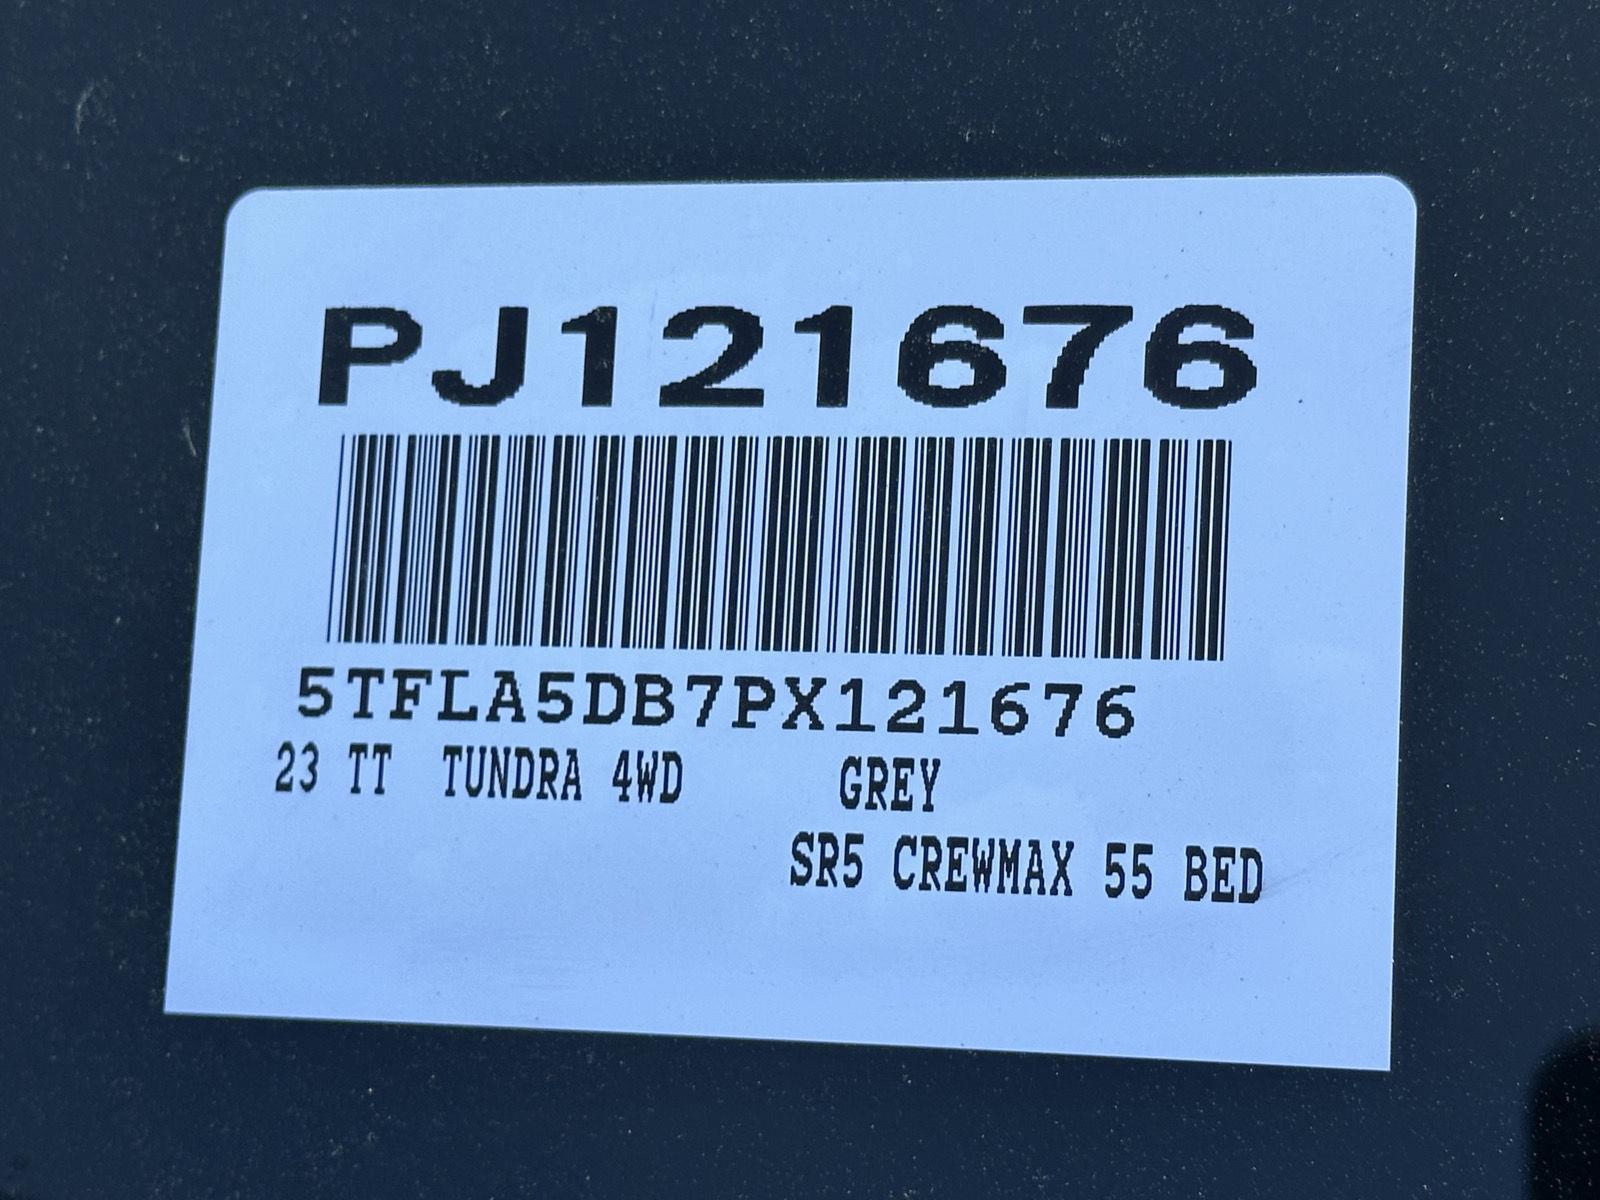 PJ121676
5TFLA5DB7PX121676
23 TT TUNDRA 4WD GREY
SR5 CREWMAX 55 BED